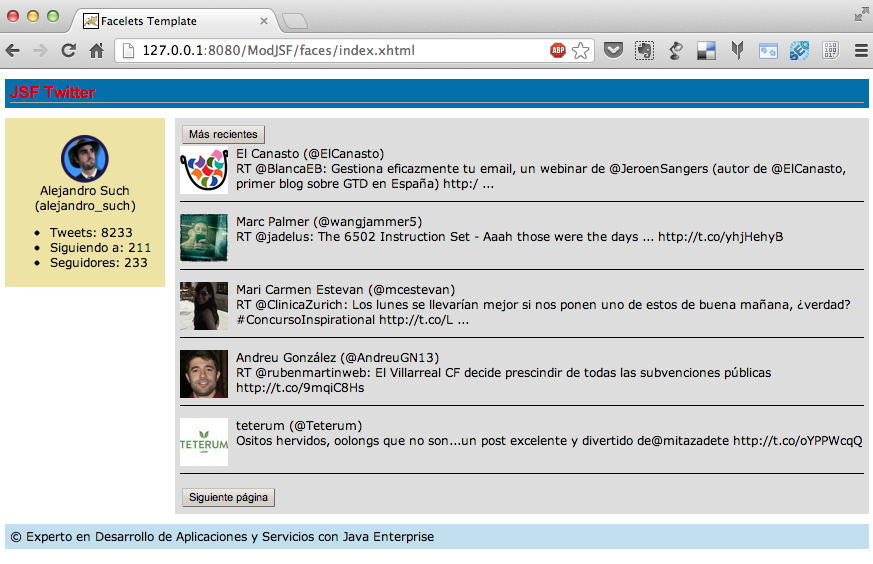 Facelets Template
127.0.0.1:8080/ModJSF/faces/index.xhtml
ABP
JSF Twitter
Alejandro Such
(alejandro_such)
Tweets: 8233
Siguiendo a: 211
Seguidores: 233
Más recientes
El Canasto (@ElCanasto)
RT @BlancaEB: Gestiona eficazmente tu email, un webinar de @JeroenSangers (autor de @ElCanasto,
primer blog sobre GTD en España) http:/ ...
Marc Palmer (@wangjammer5)
RT @jadelus: The 6502 Instruction Set - Aaah those were the days ... http://t.co/yhjHehyB
Mari Carmen Estevan (@mcestevan)
RT @ClinicaZurich: Los lunes se llevarían mejor si nos ponen uno de estos de buena mañana, ¿verdad?
#ConcursoInspirational http://t.co/L ...
Andreu González (@AndreuGN13)
RT @rubenmartinweb: El Villarreal CF decide prescindir de todas las subvenciones públicas
http://t.co/9mqiC8Hs
TETERUM
teterum (@Teterum)
Ositos hervidos, oolongs que no son...un post excelente y divertido de@mitazadete http://t.co/oYPPWcqQ
Siguiente página
© Experto en Desarrollo de Aplicaciones y Servicios con Java Enterprise